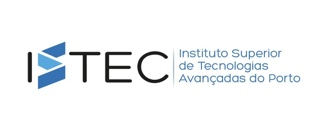 ISTEC
Instituto Superior
de Tecnologias
Avançadas do Porto